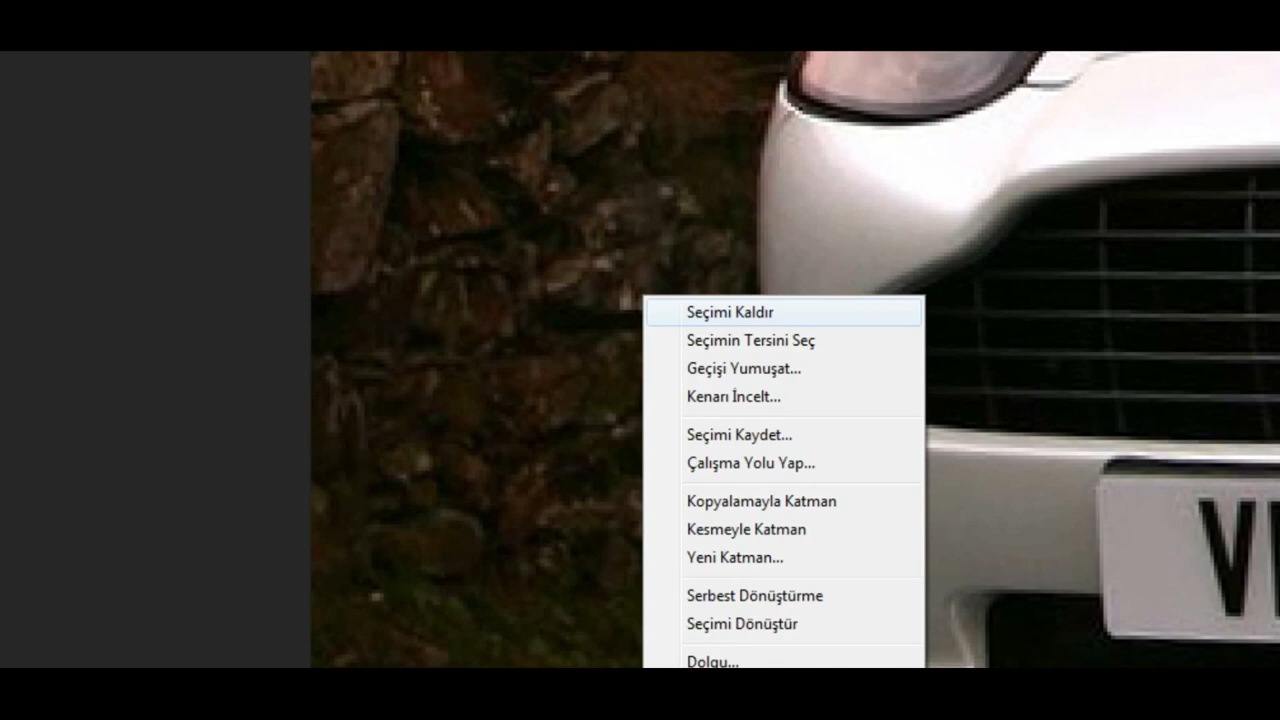 Seçimi Kaldır
Seçimin Tersini Seç
Geçişi Yumuşat...
Kenarı İncelt...
Seçimi Kaydet...
Çalışma Yolu Yap...
Kopyalamayla Katman
Kesmeyle Katman
Yeni Katman...
Serbest Dönüştürme
Seçimi Dönüştür
Dolgu...